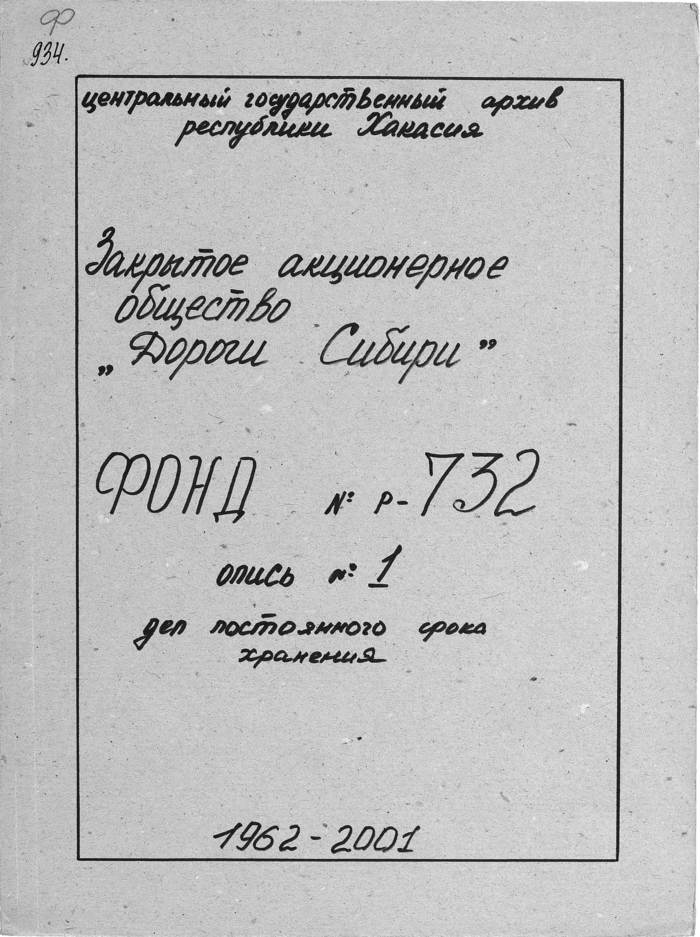 ф
934.
центральный государственный архив
республики Хакасия
Закрытое акционерное
общество
„Дороги Сибири”
ФОНД № Р-732
опись № 1
дел постоянного срока
хранения
1962-2001